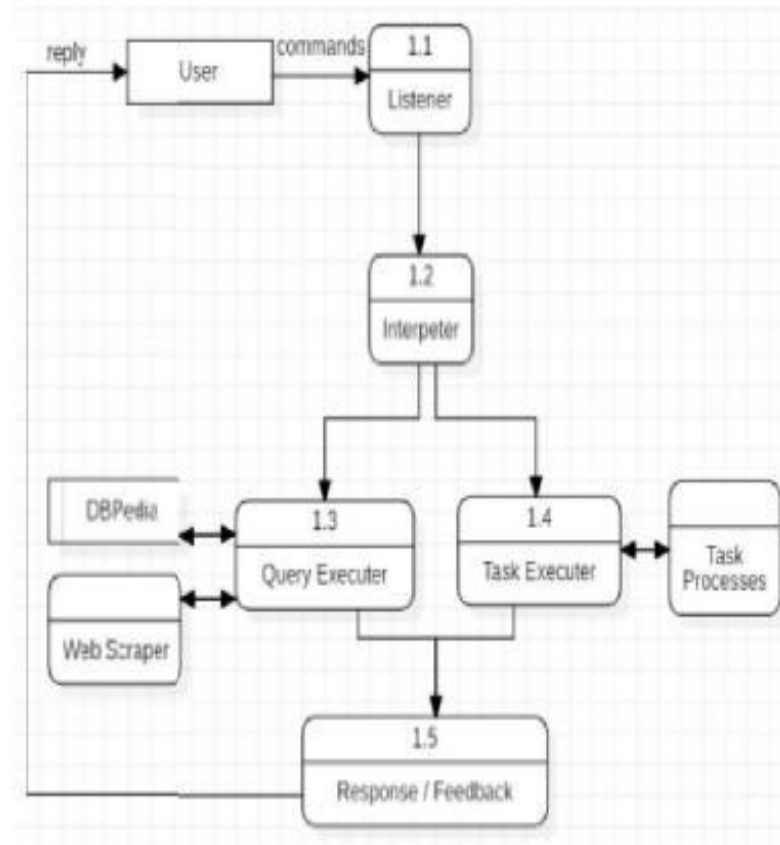 reply
User
commands
1.1
Listener
1.2
Interpeter
DBPedia
1.3
Query Executer
1.4
Task Executer
Task
Processes
Web Scraper
1.5
Response / Feedback